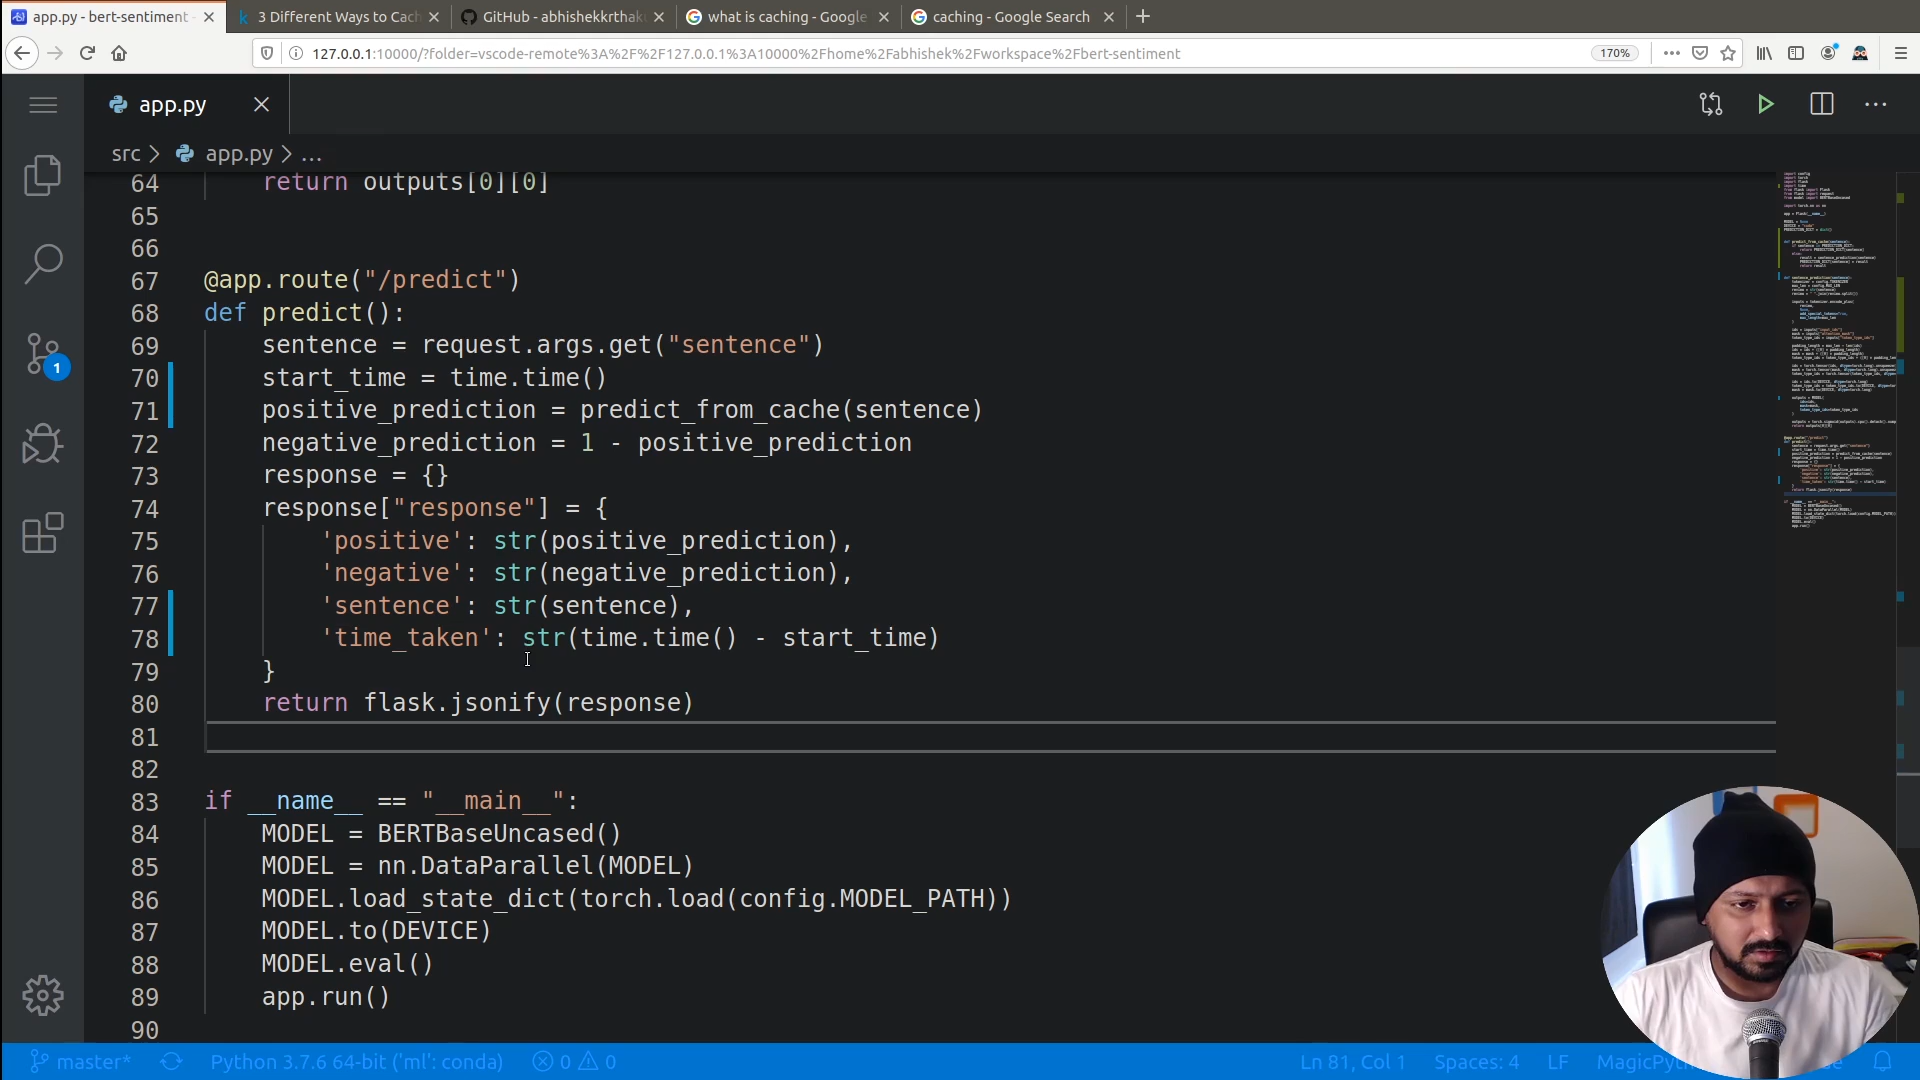 app.py - bert-sentiment
3 Different Ways to Cach
GitHub - abhishekkrthak
what is caching - Google
caching - Google Search
127.0.0.1:10000/?folder=vscode-remote%3A%2F%2F127.0.0.1%3A10000%2Fhome%2Fabhishek%2Fworkspace%2Fbert-sentiment
170%
app.py
src > app.py > ...
64 return outputs[0][0]
65
66
67 @app.route("/predict")
68 def predict():
69 sentence = request.args.get("sentence")
70 start_time = time.time()
71 positive_prediction = predict_from_cache(sentence)
72 negative_prediction = 1 - positive_prediction
73 response = {}
74 response["response"] = {
75 'positive': str(positive_prediction),
76 'negative': str(negative_prediction),
77 'sentence': str(sentence),
78 'time_taken': str(time.time() - start_time)
79 }
80 return flask.jsonify(response)
81
82
83 if __name__ == "__main__":
84 MODEL = BERTBaseUncased()
85 MODEL = nn.DataParallel(MODEL)
86 MODEL.load_state_dict(torch.load(config.MODEL_PATH))
87 MODEL.to(DEVICE)
88 MODEL.eval()
89 app.run()
90
1
master*
Python 3.7.6 64-bit ('ml': conda)
0 0
Ln 81, Col 1
Spaces: 4
LF